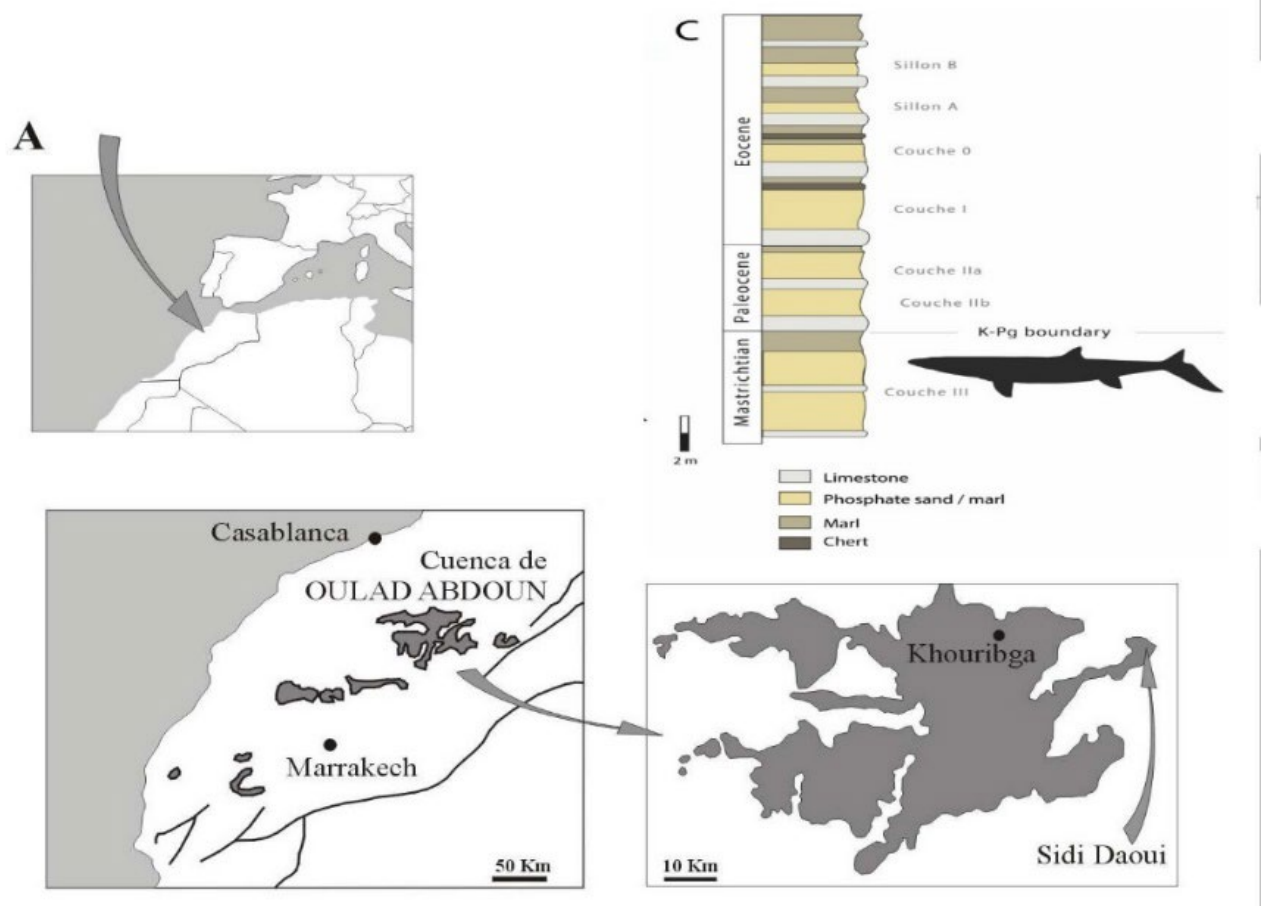 A
C
Eocene
Paleocene
Mastrichtian
Sillon B
Sillon A
Couche 0
Couche I
Couche IIa
Couche IIb
K-Pg boundary
Couche III
2 m
Limestone
Phosphate sand / marl
Marl
Chert
Casablanca
Cuenca de
OULAD ABDOUN
Marrakech
50 Km
Khouribga
Sidi Daoui
10 Km